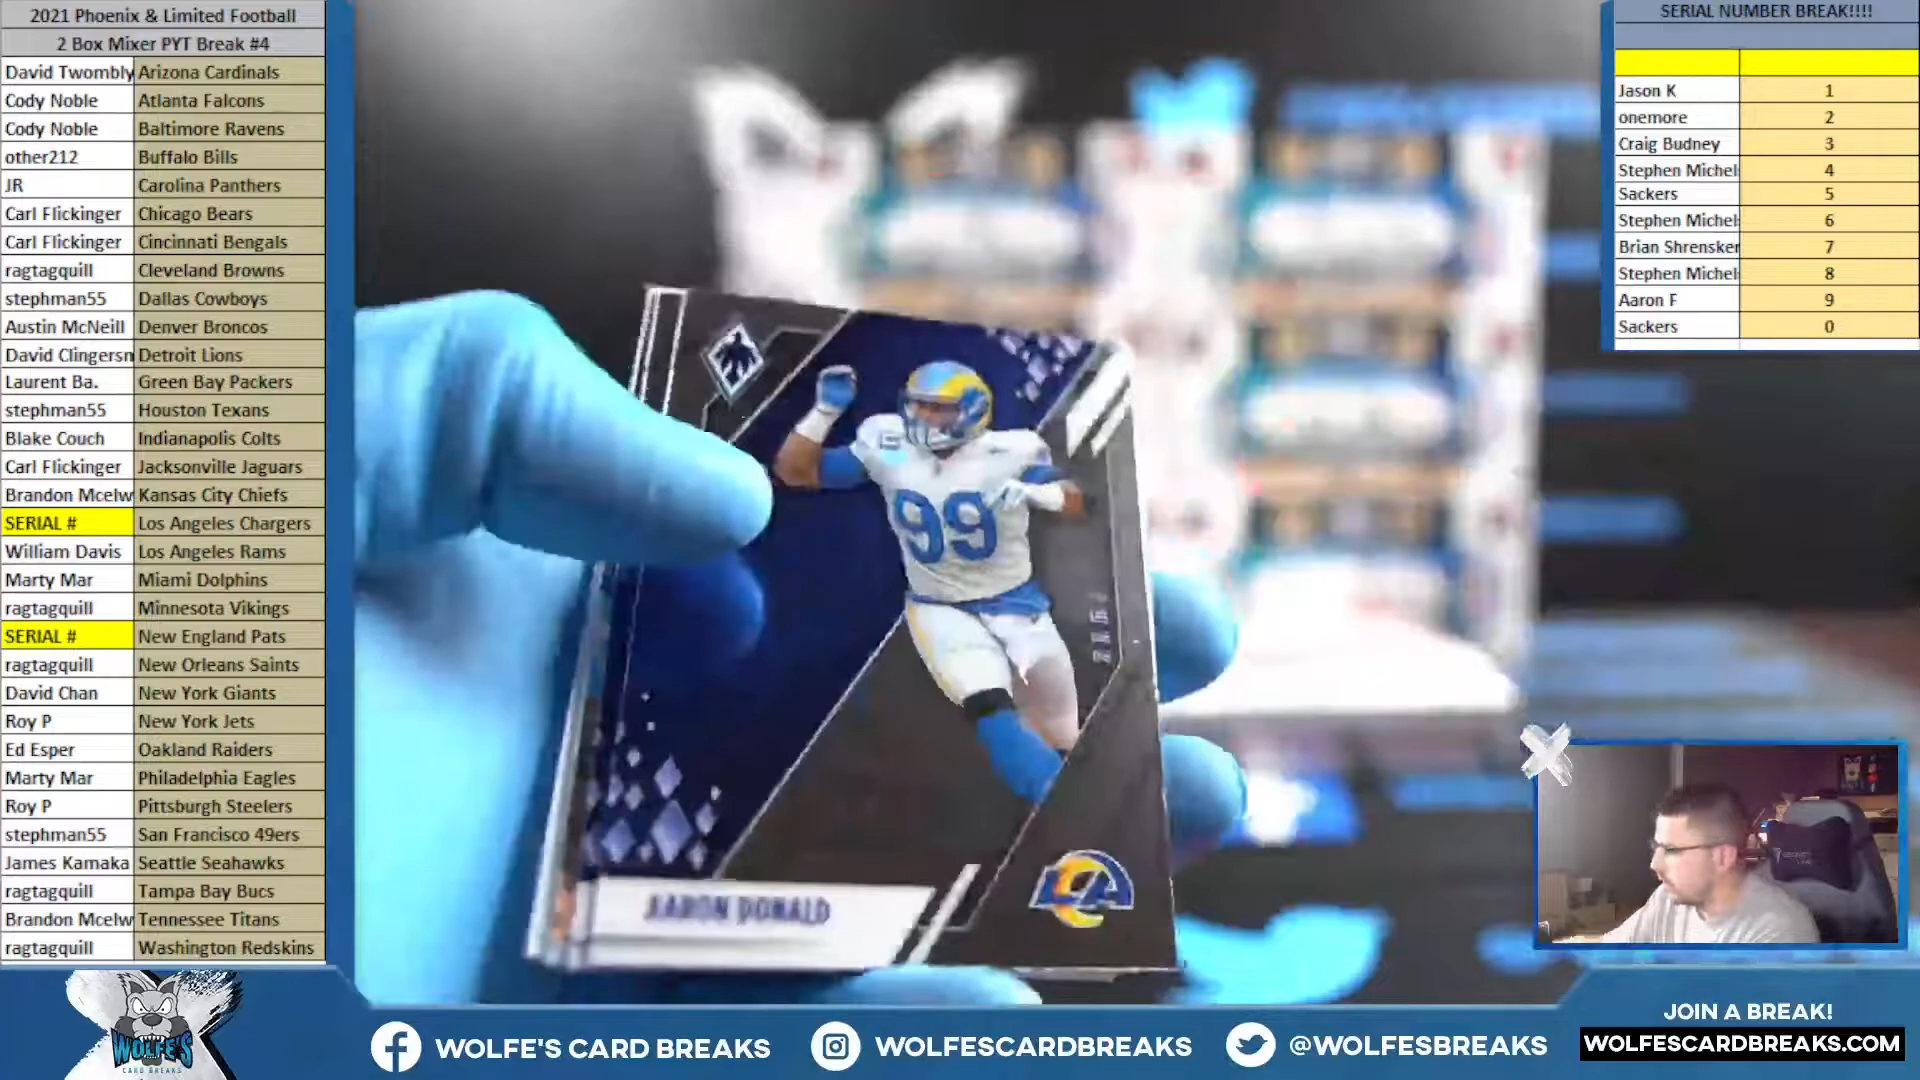 2021 Phoenix & Limited Football
2 Box Mixer PYT Break #4
David Twombly Arizona Cardinals
Cody Noble Atlanta Falcons
Cody Noble Baltimore Ravens
other212 Buffalo Bills
JR Carolina Panthers
Carl Flickinger Chicago Bears
Carl Flickinger Cincinnati Bengals
ragtagquill Cleveland Browns
stephman55 Dallas Cowboys
Austin McNeill Denver Broncos
David Clingersn Detroit Lions
Laurent Ba. Green Bay Packers
stephman55 Houston Texans
Blake Couch Indianapolis Colts
Carl Flickinger Jacksonville Jaguars
Brandon Mcelw Kansas City Chiefs
SERIAL # Los Angeles Chargers
William Davis Los Angeles Rams
Marty Mar Miami Dolphins
ragtagquill Minnesota Vikings
SERIAL # New England Pats
ragtagquill New Orleans Saints
David Chan New York Giants
Roy P New York Jets
Ed Esper Oakland Raiders
Marty Mar Philadelphia Eagles
Roy P Pittsburgh Steelers
stephman55 San Francisco 49ers
James Kamaka Seattle Seahawks
ragtagquill Tampa Bay Bucs
Brandon Mcelw Tennessee Titans
ragtagquill Washington Redskins
SERIAL NUMBER BREAK!!!!
Jason K 1
onemore 2
Craig Budney 3
Stephen Michel 4
Sackers 5
Stephen Michel 6
Brian Shrensker 7
Stephen Michel 8
Aaron F 9
Sackers 0
99
AARON DONALD
LA
WOLFE'S
CARD BREAKS
WOLFE'S CARD BREAKS
WOLFESCARDBREAKS
@WOLFESBREAKS
JOIN A BREAK!
WOLFESCARDBREAKS.COM